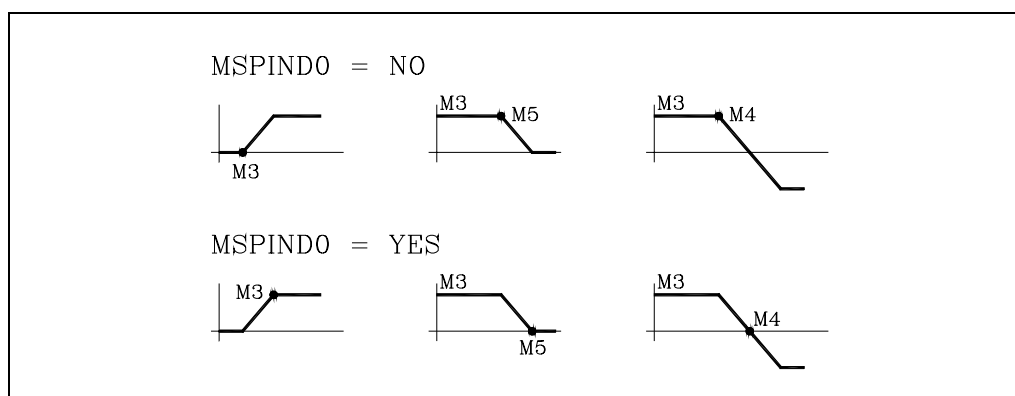 MSPIND0 = NO
M3
M3 M5
M3 M4
MSPIND0 = YES
M3
M3
M5
M3
M4